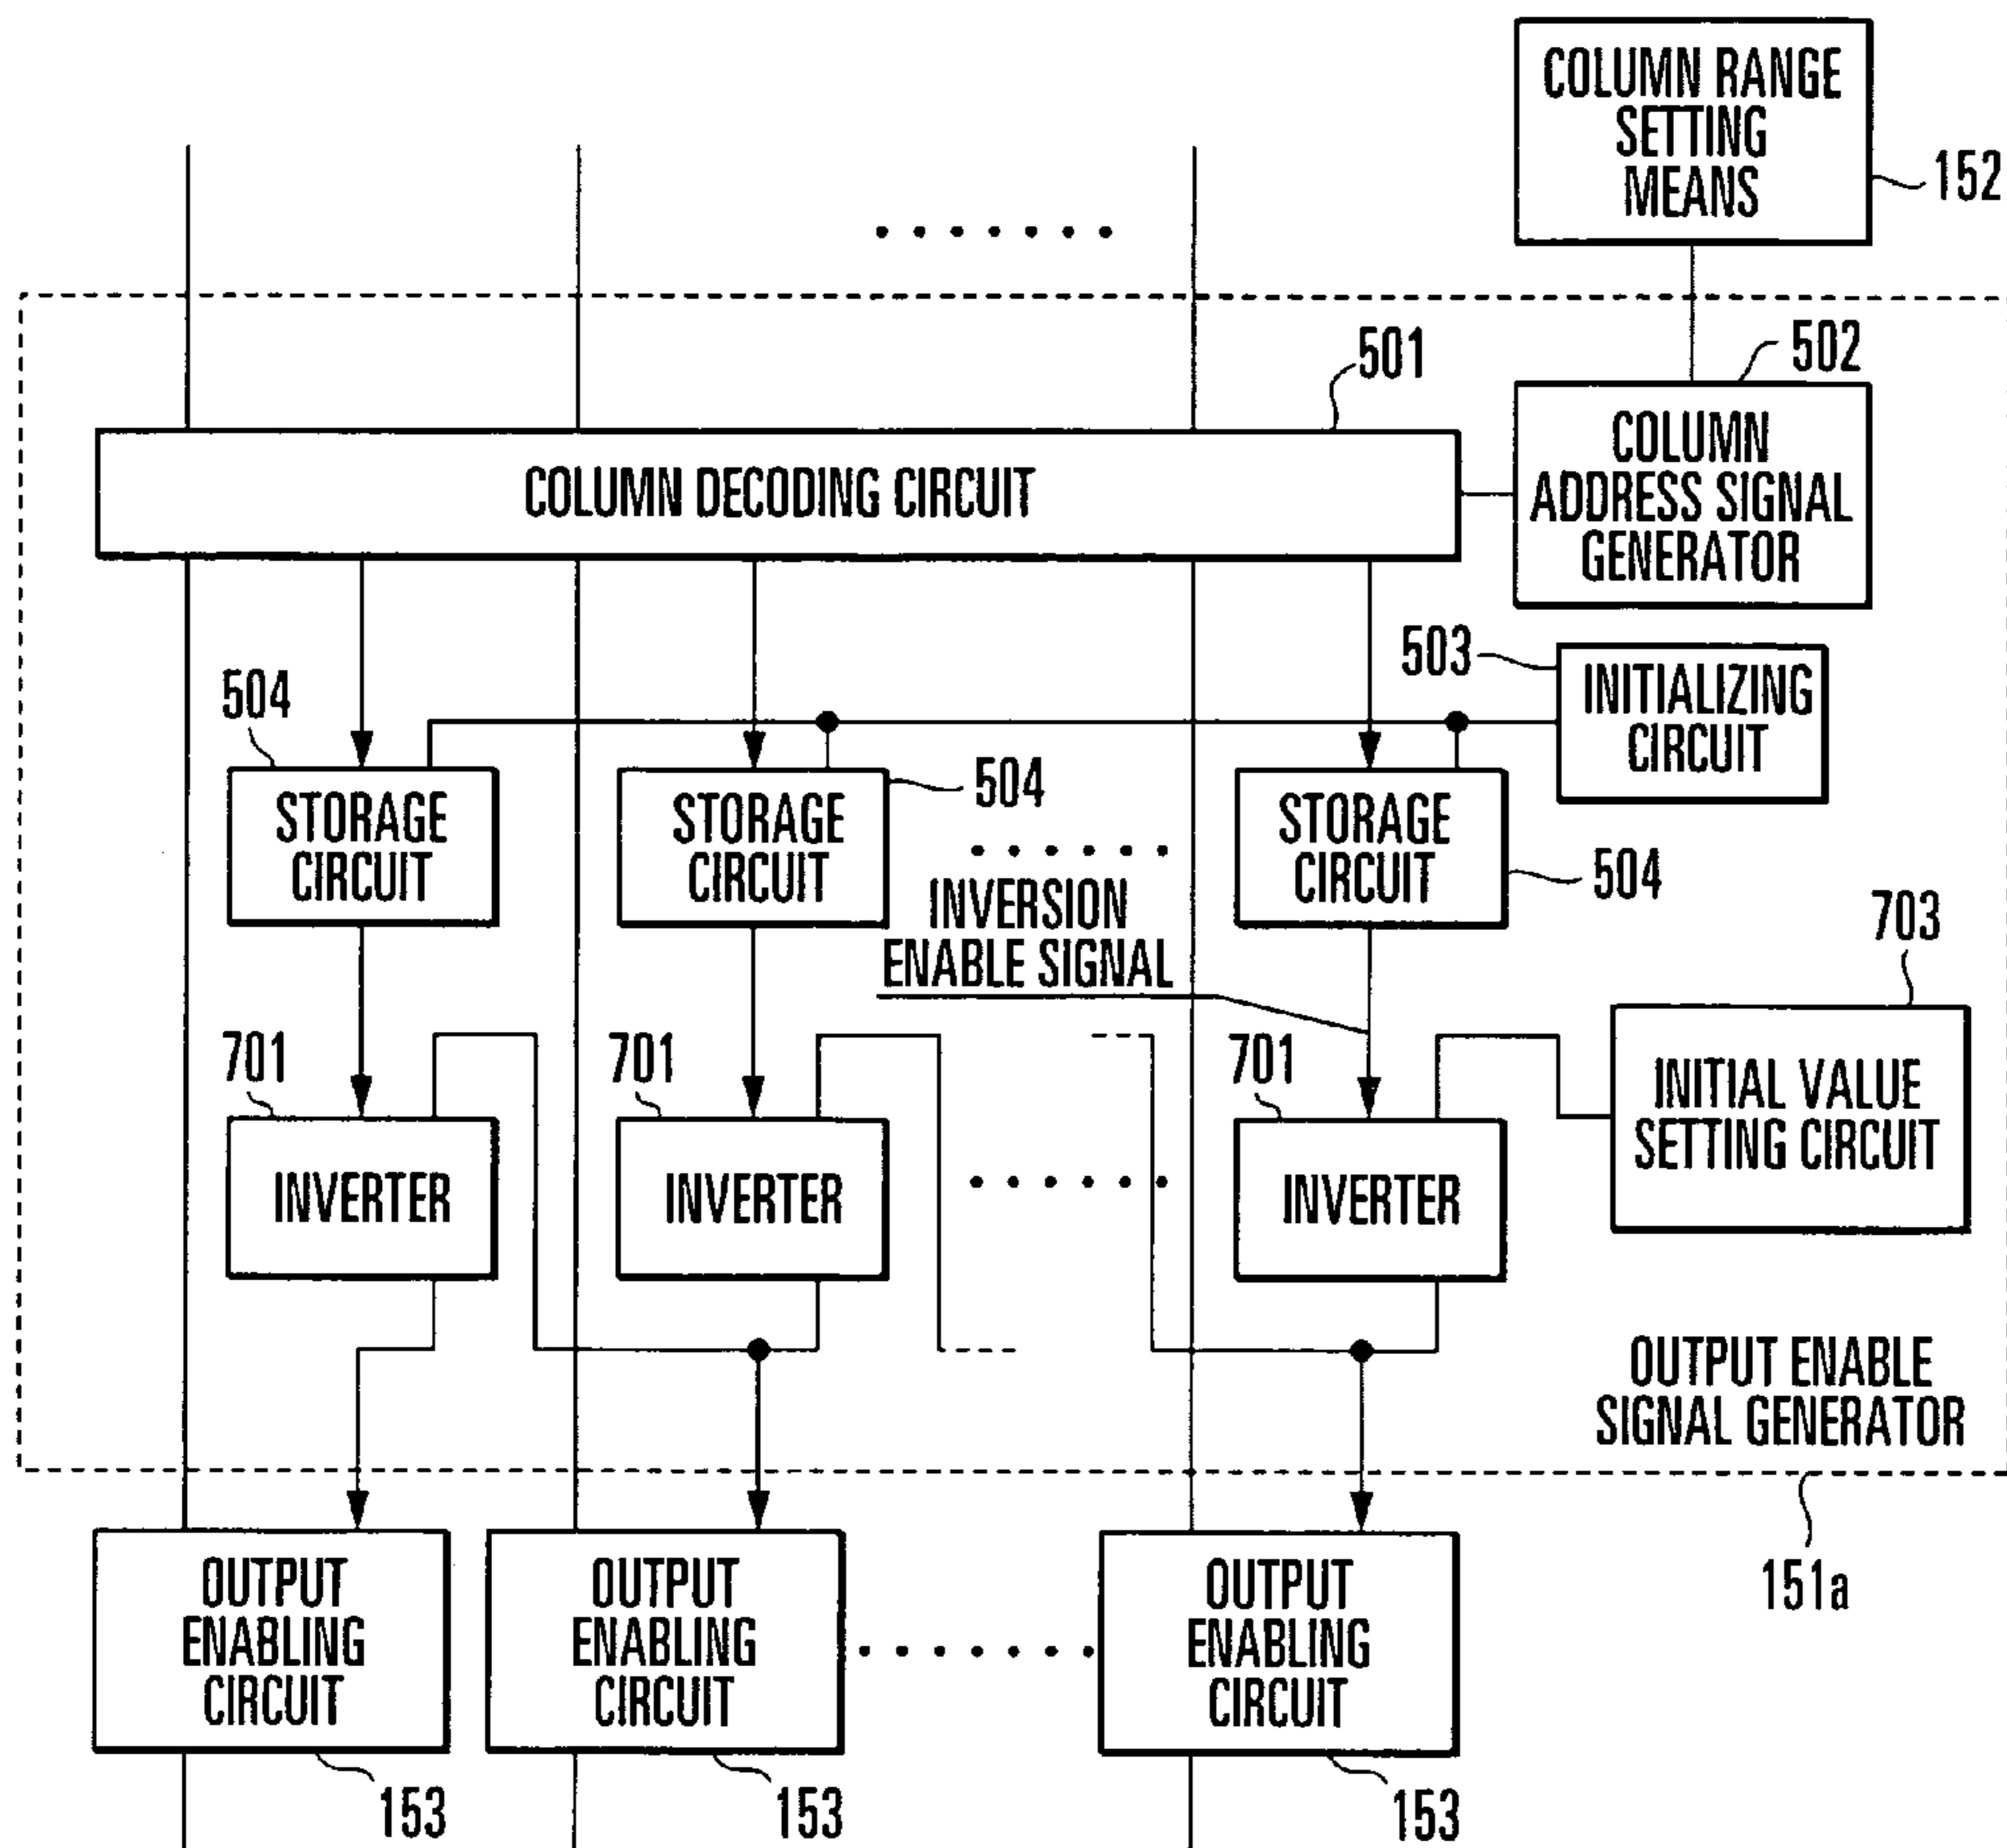 COLUMN RANGE
SETTING
MEANS
152
501
502
COLUMN DECODING CIRCUIT
COLUMN
ADDRESS SIGNAL
GENERATOR
503
INITIALIZING
CIRCUIT
504
STORAGE
CIRCUIT
STORAGE
CIRCUIT
504
STORAGE
CIRCUIT
504
INVERSION
ENABLE SIGNAL
703
701
701
701
INITIAL VALUE
SETTING CIRCUIT
INVERTER
INVERTER
INVERTER
OUTPUT ENABLE
SIGNAL GENERATOR
151a
OUTPUT
ENABLING
CIRCUIT
OUTPUT
ENABLING
CIRCUIT
OUTPUT
ENABLING
CIRCUIT
153
153
153